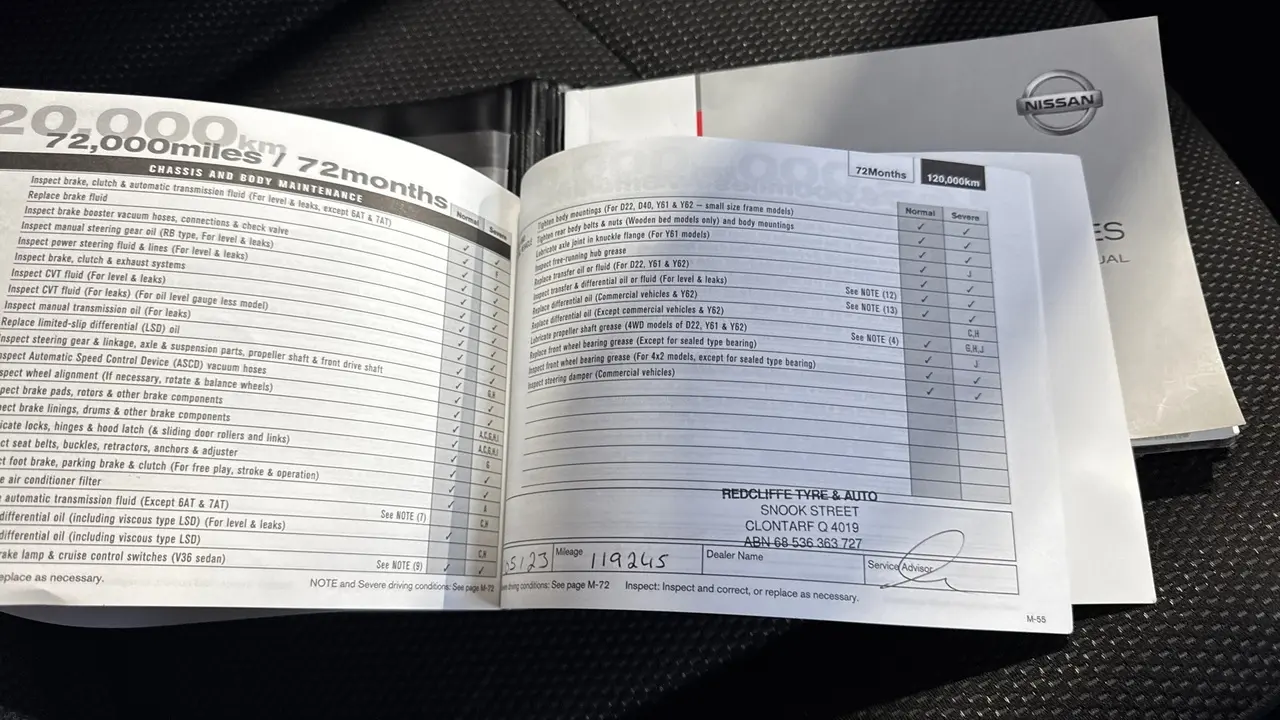 20,000km
72,000miles / 72months
CHASSIS AND BODY MAINTENANCE
Normal Severe
Inspect brake, clutch & automatic transmission fluid (For level & leaks, except 6AT & 7AT)
Replace brake fluid
Inspect brake booster vacuum hoses, connections & check valve
Inspect manual steering gear oil (RB type, For level & leaks)
Inspect power steering fluid & lines (For level & leaks)
Inspect brake, clutch & exhaust systems
Inspect CVT fluid (For level & leaks)
Inspect CVT fluid (For leaks) (For oil level gauge less model)
Inspect manual transmission oil (For leaks)
Replace limited-slip differential (LSD) oil
nspect steering gear & linkage, axle & suspension parts, propeller shaft & front drive shaft
nspect Automatic Speed Control Device (ASCD) vacuum hoses
spect wheel alignment (If necessary, rotate & balance wheels) G,H
pect brake pads, rotors & other brake components
ect brake linings, drums & other brake components
icate locks, hinges & hood latch (& sliding door rollers and links) A,C,G,H,I
ct seat belts, buckles, retractors, anchors & adjuster A,C,G,H,I
ct foot brake, parking brake & clutch (For free play, stroke & operation) G
e air conditioner filter
automatic transmission fluid (Except 6AT & 7AT) See NOTE (7) A
differential oil (including viscous type LSD) (For level & leaks) C,H
differential oil (including viscous type LSD)
rake lamp & cruise control switches (V36 sedan) See NOTE (9) C,H
eplace as necessary.
NOTE and Severe driving conditions: See page M-72
72Months 120,000km
Normal Severe
Tighten body mountings (For D22, D40, Y61 & Y62 – small size frame models) ✓ ✓
Tighten rear body bolts & nuts (Wooden bed models only) and body mountings ✓ ✓
Lubricate axle joint in knuckle flange (For Y61 models) ✓ ✓
Inspect free-running hub grease ✓ J
Replace transfer oil or fluid (For D22, Y61 & Y62) ✓ ✓
Inspect transfer & differential oil or fluid (For level & leaks) See NOTE (12) ✓ ✓
Replace differential oil (Commercial vehicles & Y62) See NOTE (13) ✓ ✓
Replace differential oil (Except commercial vehicles & Y62) C,H
Lubricate propeller shaft grease (4WD models of D22, Y61 & Y62) See NOTE (4) ✓ G,H,J
Replace front wheel bearing grease (Except for sealed type bearing) ✓ J
Inspect front wheel bearing grease (For 4x2 models, except for sealed type bearing) ✓ ✓
Inspect steering damper (Commercial vehicles) ✓ ✓
REDCLIFFE TYRE & AUTO
SNOOK STREET
CLONTARF Q 4019
ABN 68 536 363 727
05/23 Mileage 119245 Dealer Name Service Advisor
driving conditions: See page M-72 Inspect: Inspect and correct, or replace as necessary.
M-55
NISSAN
ES
UAL